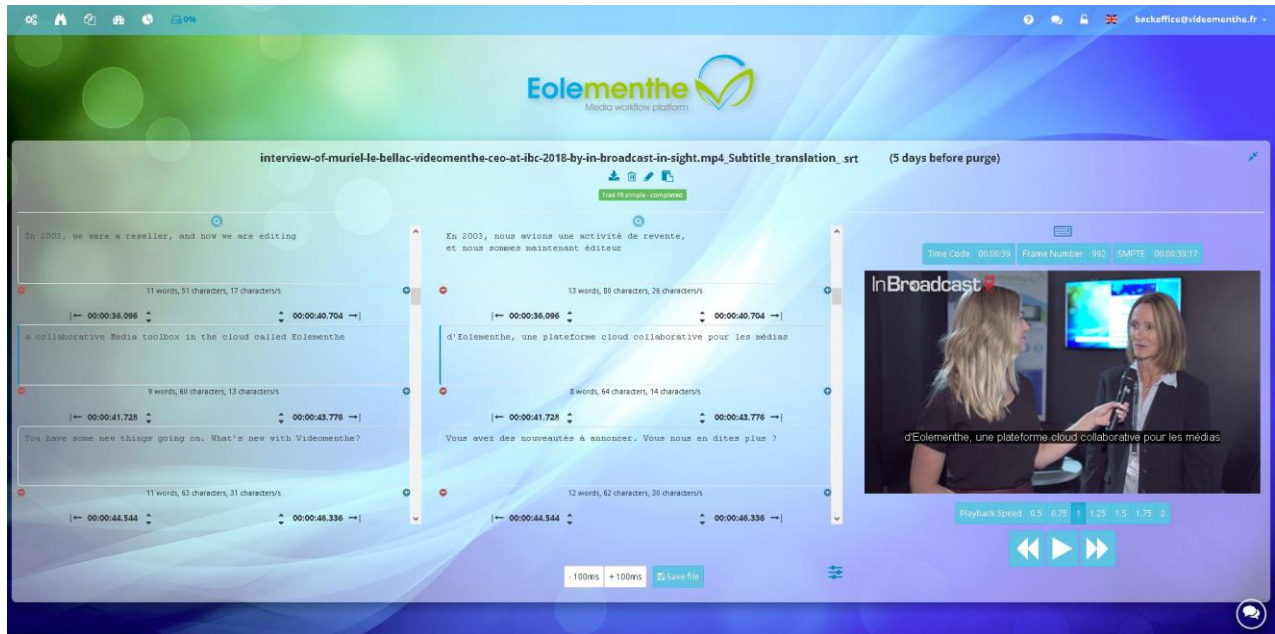 0%
backoffice@videomenthe.fr
Eolementhe
Media workflow platform
interview-of-muriel-le-bellac-videomenthe-ceo-at-ibc-2018-by-in-broadcast-in-sight.mp4_Subtitle_translation_.srt (5 days before purge)
Trad FR simple - completed
In 2003, we were a reseller, and now we are editing
11 words, 51 characters, 17 characters/s
00:00:36.096 00:00:40.704
a collaborative Media toolbox in the cloud called Eolementhe
9 words, 60 characters, 13 characters/s
00:00:41.728 00:00:43.776
You have some new things going on. What's new with Videomenthe?
11 words, 63 characters, 31 characters/s
00:00:44.544 00:00:46.336
En 2003, nous avions une activité de revente,
et nous sommes maintenant éditeur
13 words, 80 characters, 26 characters/s
00:00:36.096 00:00:40.704
d'Eolementhe, une plateforme cloud collaborative pour les médias
8 words, 64 characters, 14 characters/s
00:00:41.728 00:00:43.776
Vous avez des nouveautés à annoncer. Vous nous en dites plus ?
12 words, 62 characters, 30 characters/s
00:00:44.544 00:00:46.336
Time Code 00:00:39 Frame Number 992 SMPTE 00:00:39:17
InBroadcast
d'Eolementhe, une plateforme cloud collaborative pour les médias
Playback Speed 0.5 0.75 1 1.25 1.5 1.75 2
- 100ms + 100ms Save file